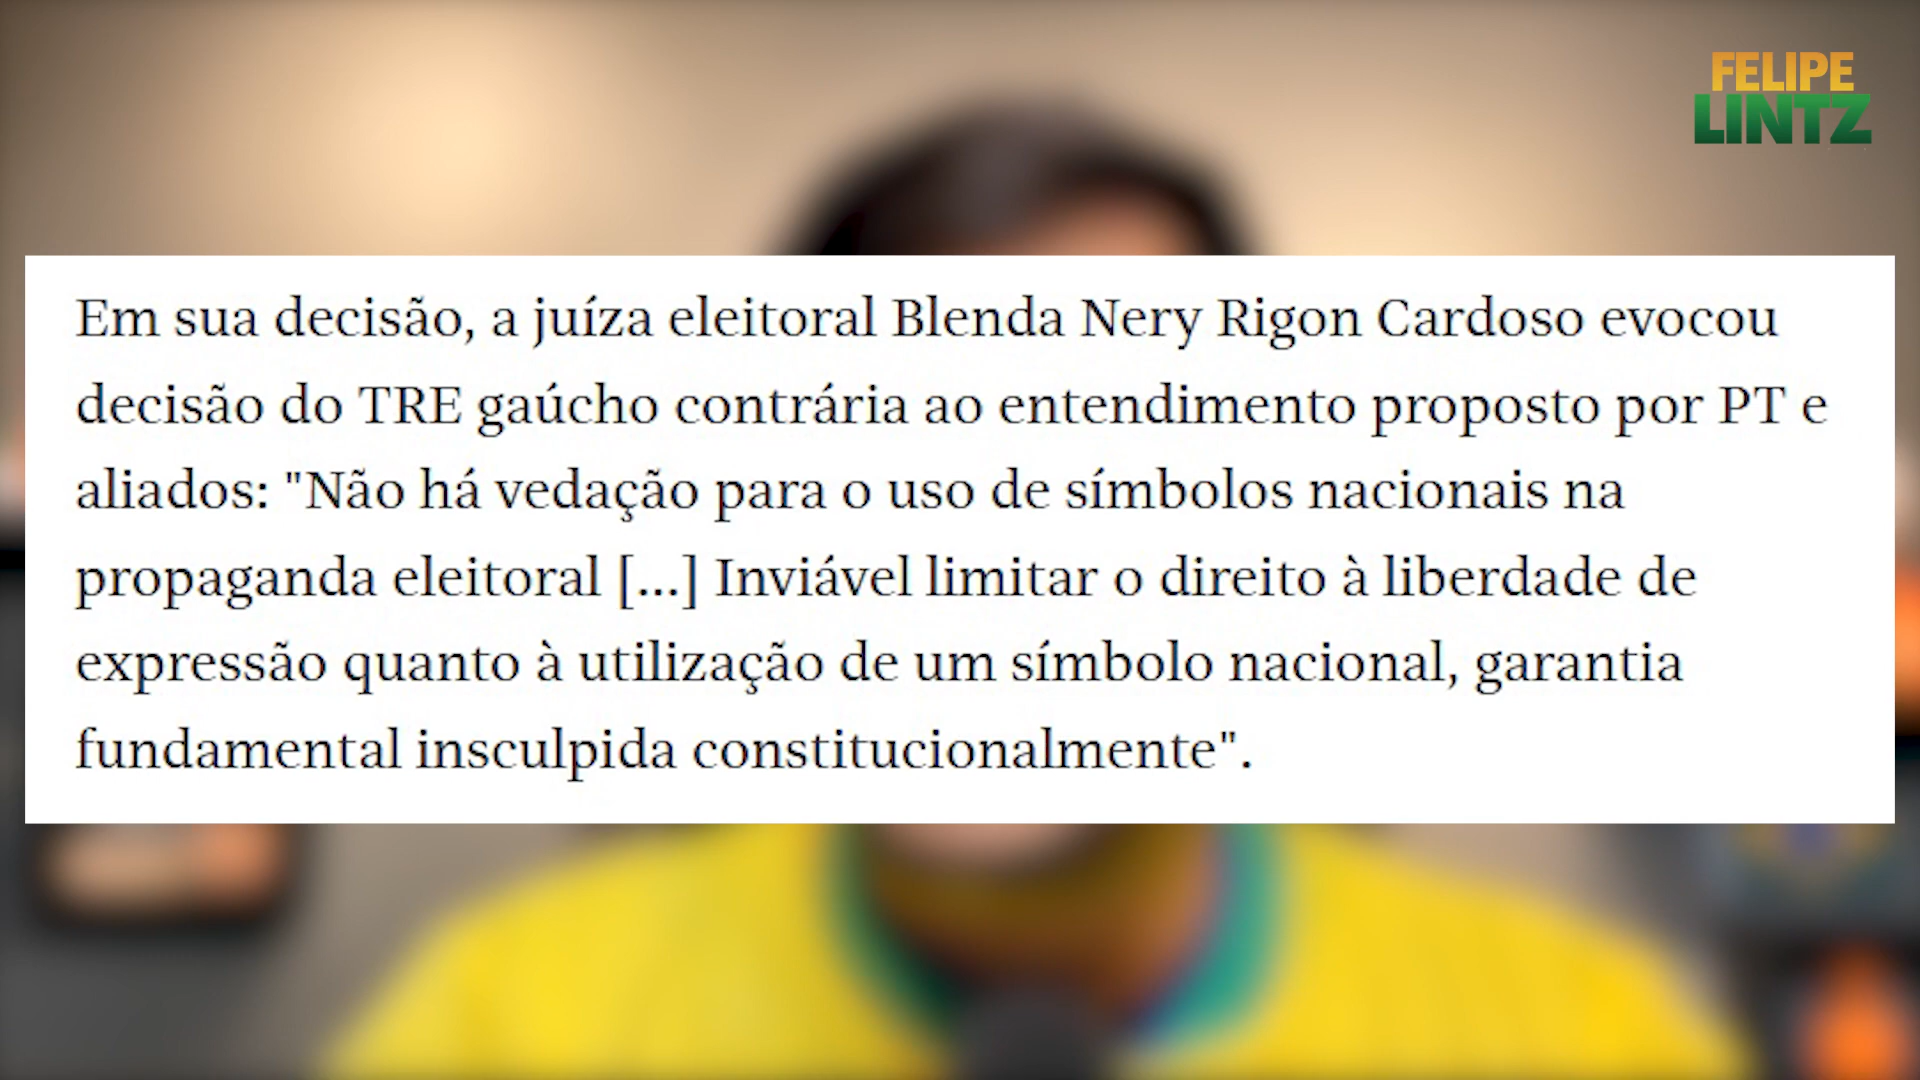 FELIPE
LINTZ
Em sua decisão, a juíza eleitoral Blenda Nery Rigon Cardoso evocou
decisão do TRE gaúcho contrária ao entendimento proposto por PT e
aliados: "Não há vedação para o uso de símbolos nacionais na
propaganda eleitoral [...] Inviável limitar o direito à liberdade de
expressão quanto à utilização de um símbolo nacional, garantia
fundamental insculpida constitucionalmente".